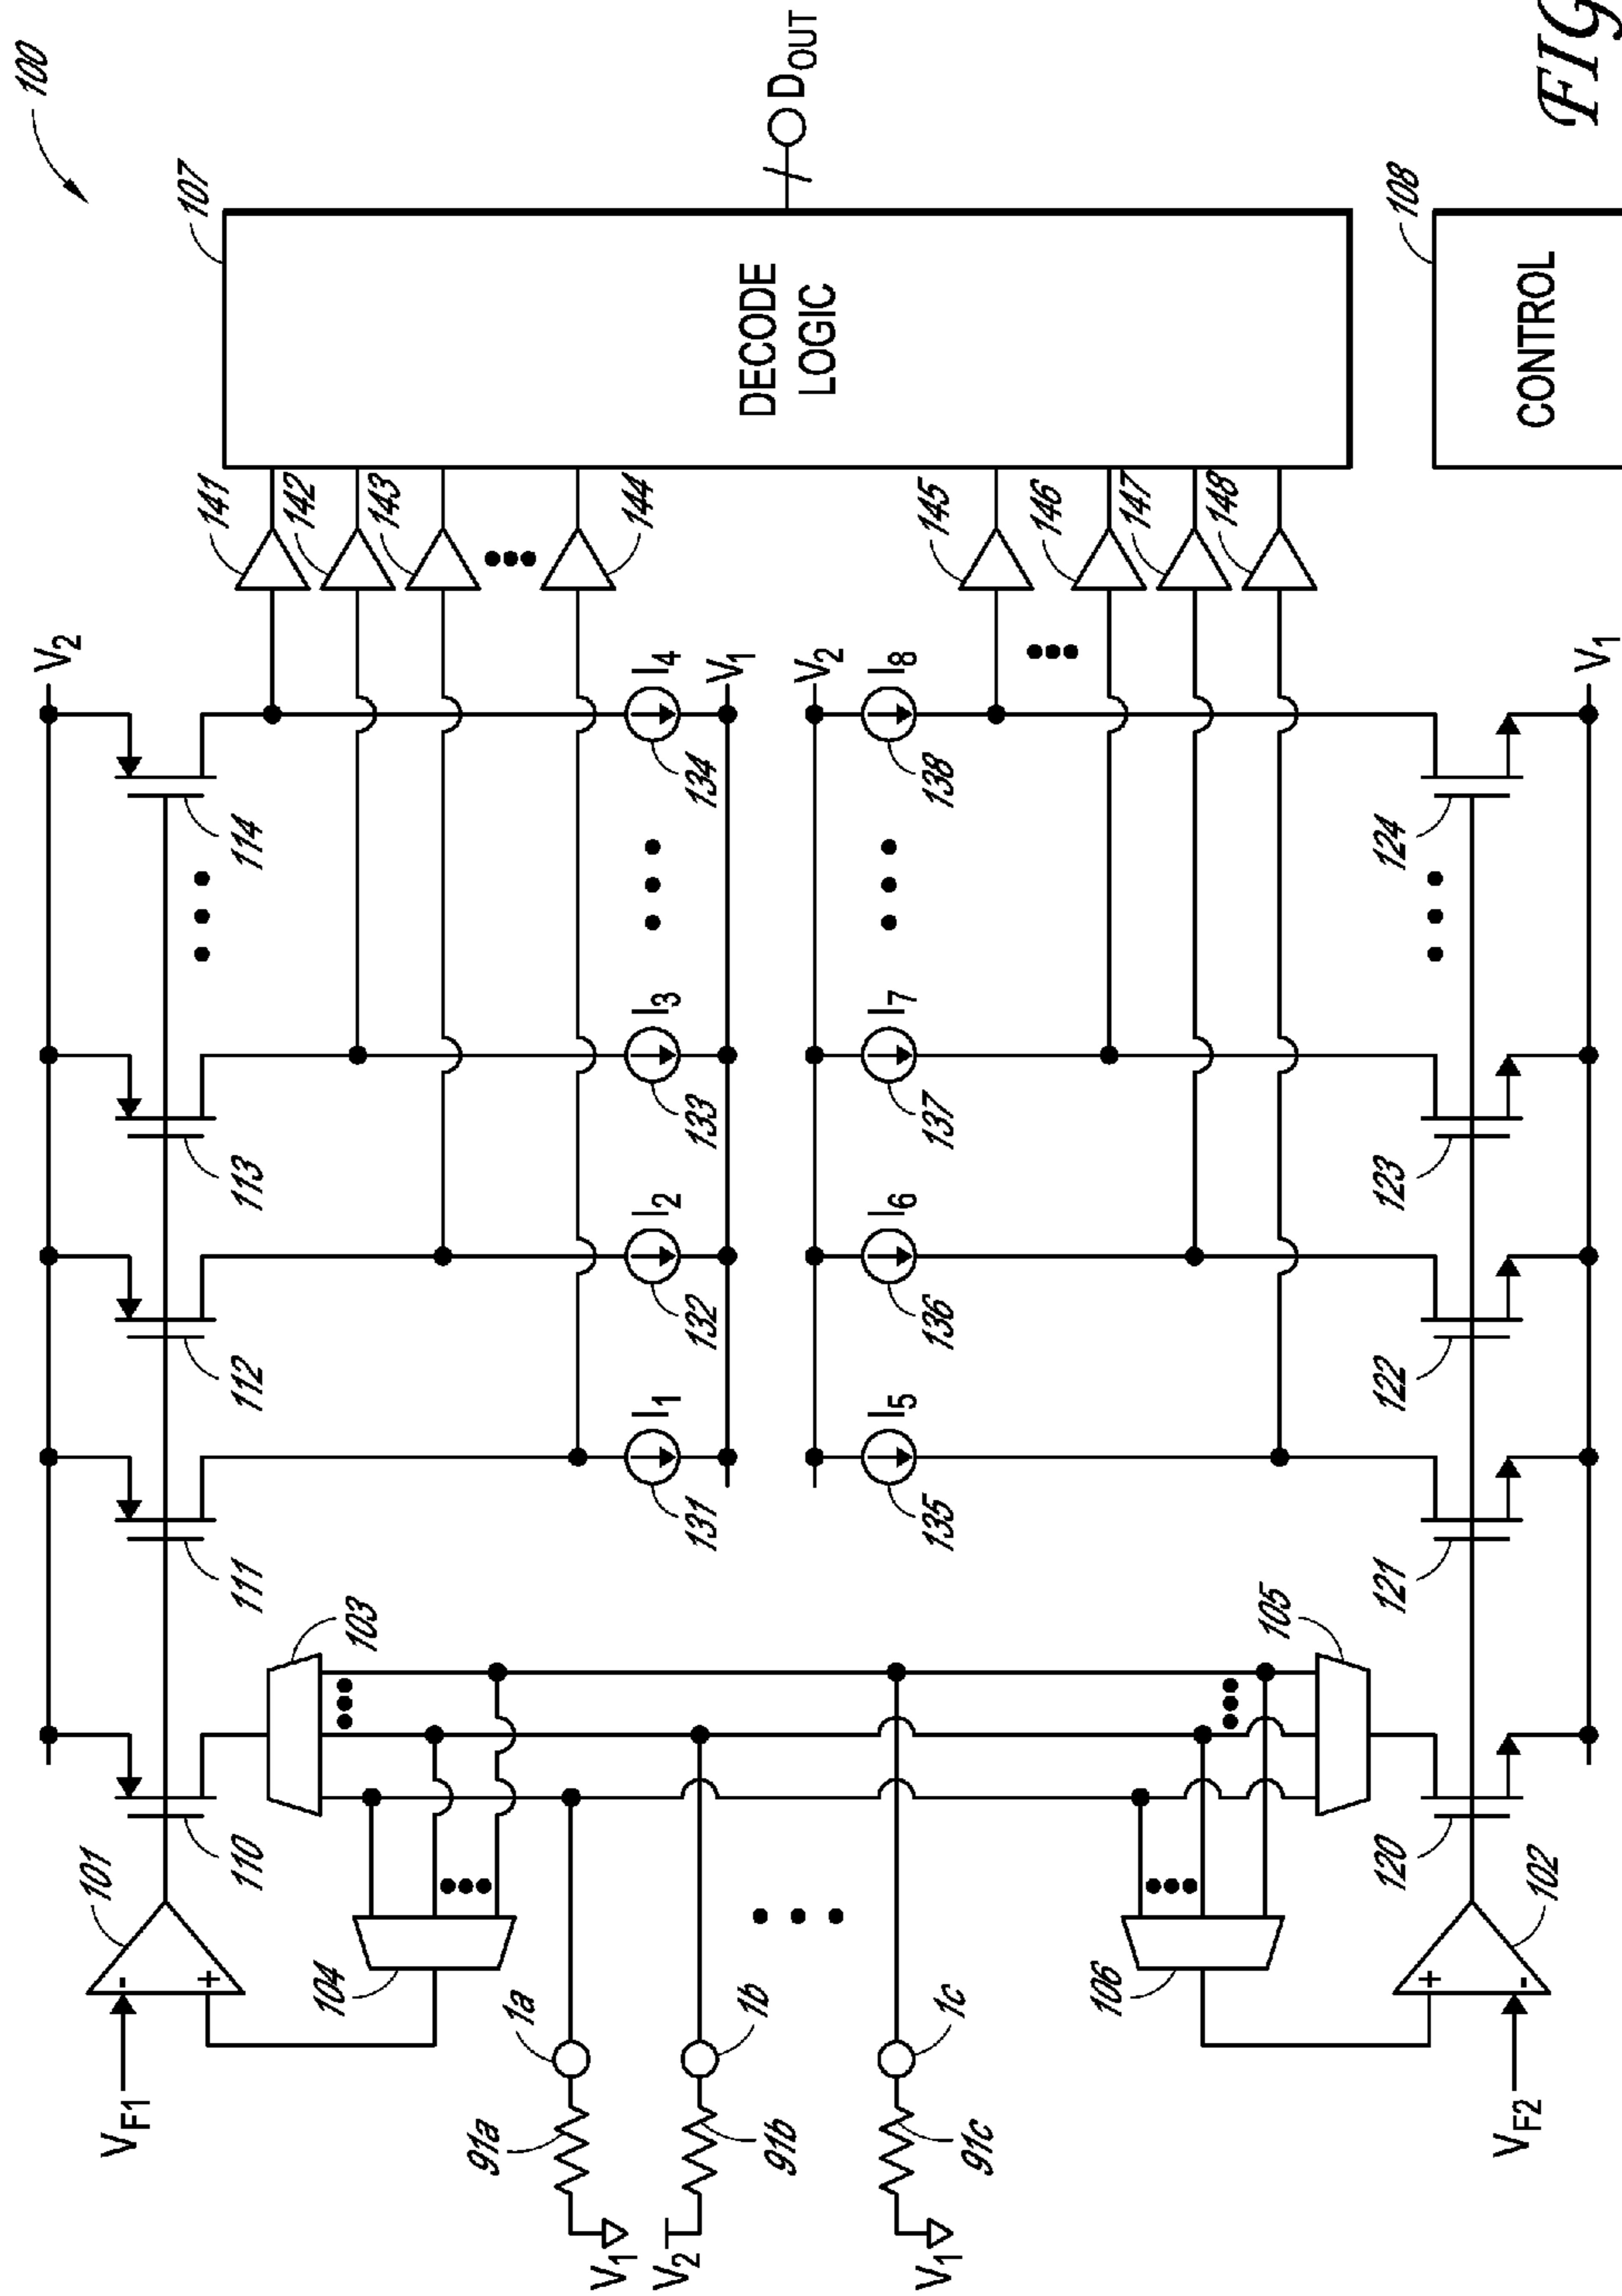 100
V2
107
141
142
143
144
145
146
147
148
DECODE
LOGIC
DOUT
108
CONTROL
FIG
101
VF1
-
+
110
111
112
113
114
103
104
I1
131
I2
132
I3
133
I4
134
V1
V2
I5
135
I6
136
I7
137
I8
138
1a
91a
V1
1b
91b
V2
1c
91c
V1
106
105
120
121
122
123
124
102
+
-
VF2
V1